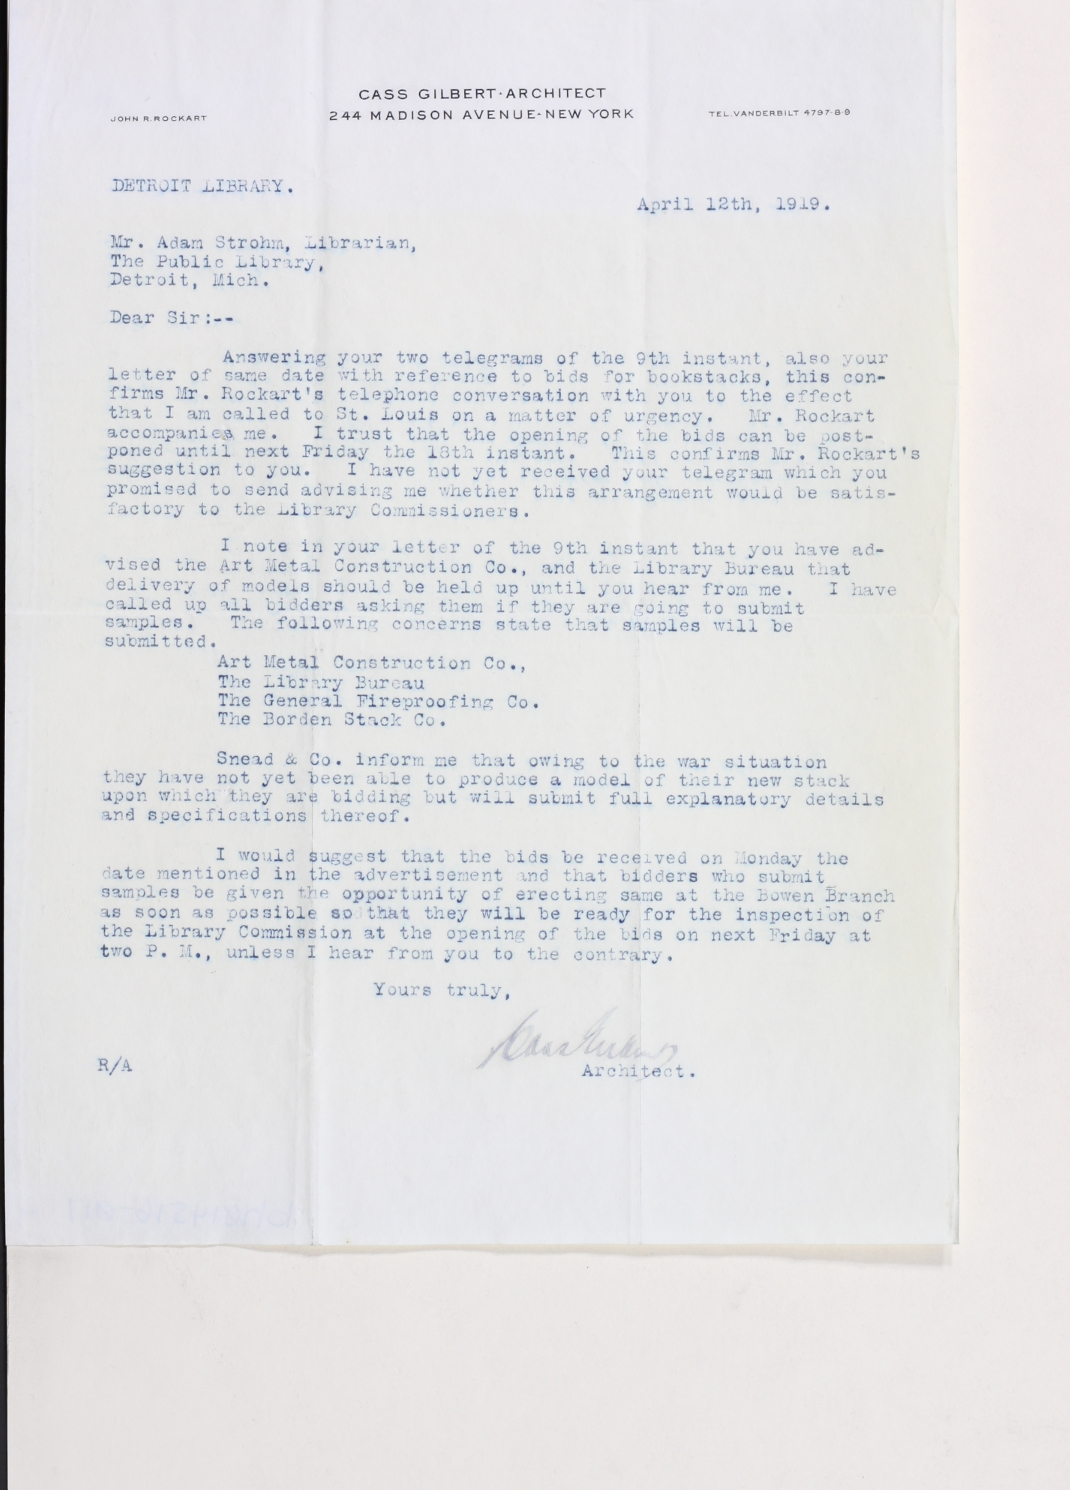 CASS GILBERT·ARCHITECT
244 MADISON AVENUE-NEW YORK
JOHN R. ROCKART
TEL. VANDERBILT 4797-8-9
DETROIT LIBRARY.
April 12th, 1919.
Mr. Adam Strohm, Librarian,
The Public Library,
Detroit, Mich.
Dear Sir:--
Answering your two telegrams of the 9th instant, also your
letter of same date with reference to bids for bookstacks, this con-
firms Mr. Rockart's telephone conversation with you to the effect
that I am called to St. Louis on a matter of urgency. Mr. Rockart
accompanies me. I trust that the opening of the bids can be post-
poned until next Friday the 18th instant. This confirms Mr. Rockart's
suggestion to you. I have not yet received your telegram which you
promised to send advising me whether this arrangement would be satis-
factory to the Library Commissioners.
I note in your letter of the 9th instant that you have ad-
vised the Art Metal Construction Co., and the Library Bureau that
delivery of models should be held up until you hear from me. I have
called up all bidders asking them if they are going to submit
samples. The following concerns state that samples will be
submitted.
Art Metal Construction Co.,
The Library Bureau
The General Fireproofing Co.
The Borden Stack Co.
Snead & Co. inform me that owing to the war situation
they have not yet been able to produce a model of their new stack
upon which they are bidding but will submit full explanatory details
and specifications thereof.
I would suggest that the bids be received on Monday the
date mentioned in the advertisement and that bidders who submit
samples be given the opportunity of erecting same at the Bowen Branch
as soon as possible so that they will be ready for the inspection of
the Library Commission at the opening of the bids on next Friday at
two P. M., unless I hear from you to the contrary.
Yours truly,
Cass Gilbert
R/A
Architect.